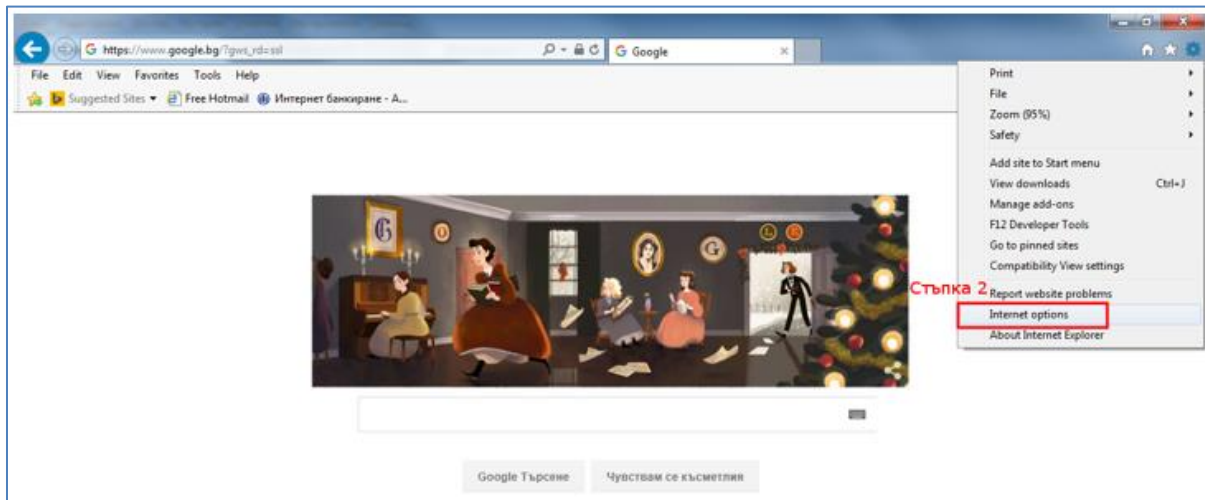 https://www.google.bg/?gws_rd=ssl
Google
File Edit View Favorites Tools Help
Suggested Sites Free Hotmail Интернет банкиране - A...
Print
File
Zoom (95%)
Safety
Add site to Start menu
View downloads Ctrl+J
Manage add-ons
F12 Developer Tools
Go to pinned sites
Compatibility View settings
Стъпка 2
Report website problems
Internet options
About Internet Explorer
G O G L E
Google Търсене Чувствам се късметлия